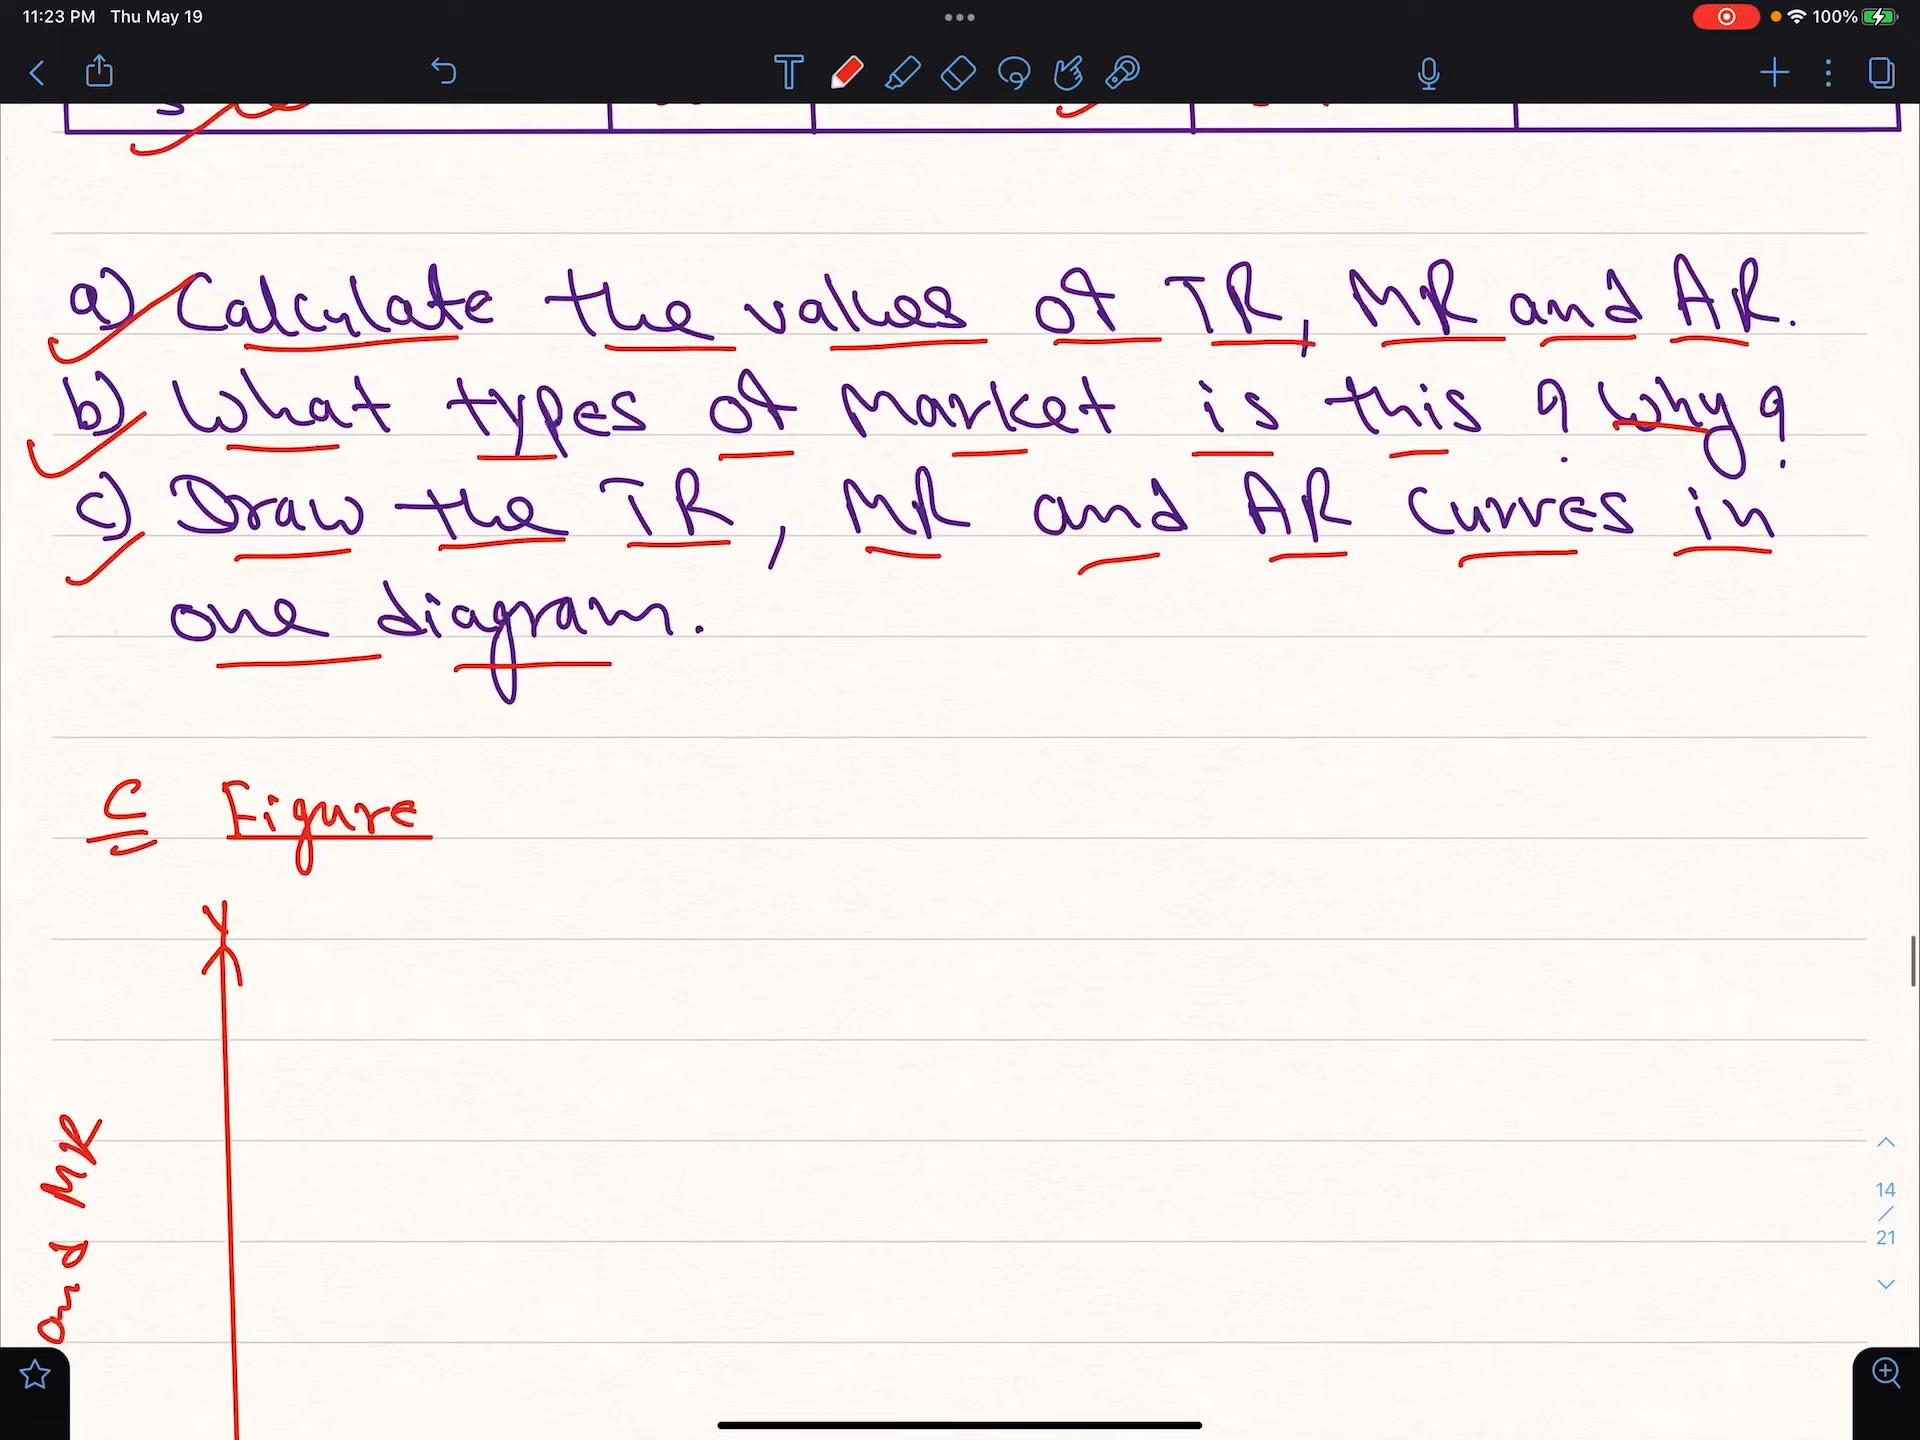 11:23 PM Thu May 19
100%
5
a) Calculate the values of TR, MR and AR.
b) What types of Market is this ? Why ?
c) Draw the TR, MR and AR curves in
one diagram.
C Figure
Y
and MR
14
/
21